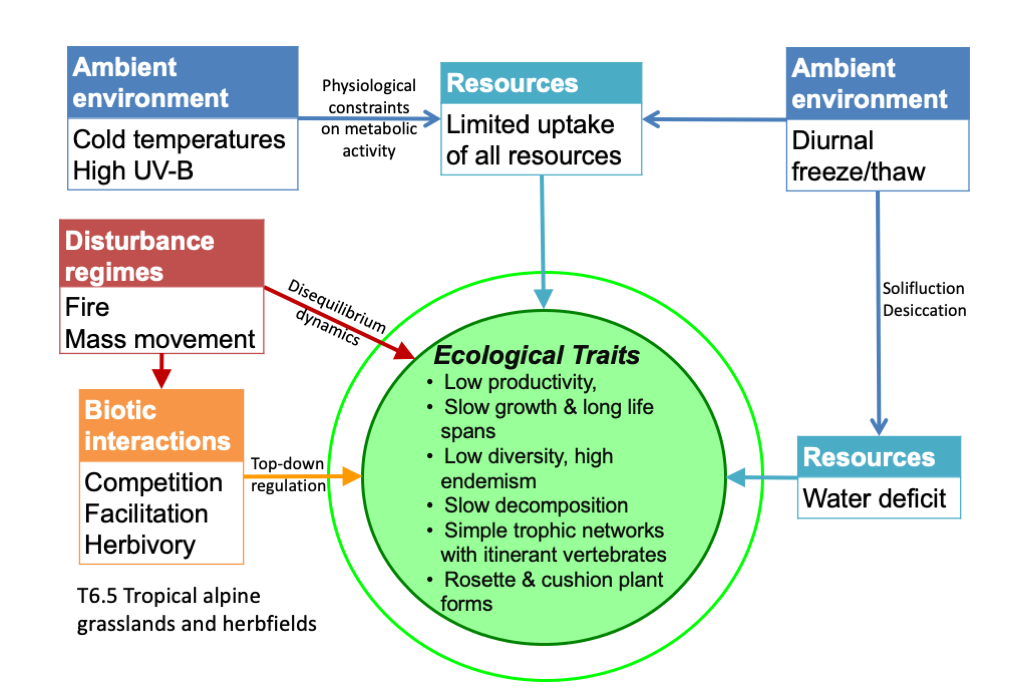 Ambient
environment
Cold temperatures
High UV-B
Physiological
constraints
on metabolic
activity
Resources
Limited uptake
of all resources
Ambient
environment
Diurnal
freeze/thaw
Disturbance
regimes
Fire
Mass movement
Disequilibrium
dynamics
Solifluction
Desiccation
Ecological Traits
• Low productivity,
• Slow growth & long life
spans
• Low diversity, high
endemism
• Slow decomposition
• Simple trophic networks
with itinerant vertebrates
• Rosette & cushion plant
forms
Biotic
interactions
Competition
Facilitation
Herbivory
Top-down
regulation
Resources
Water deficit
T6.5 Tropical alpine
grasslands and herbfields